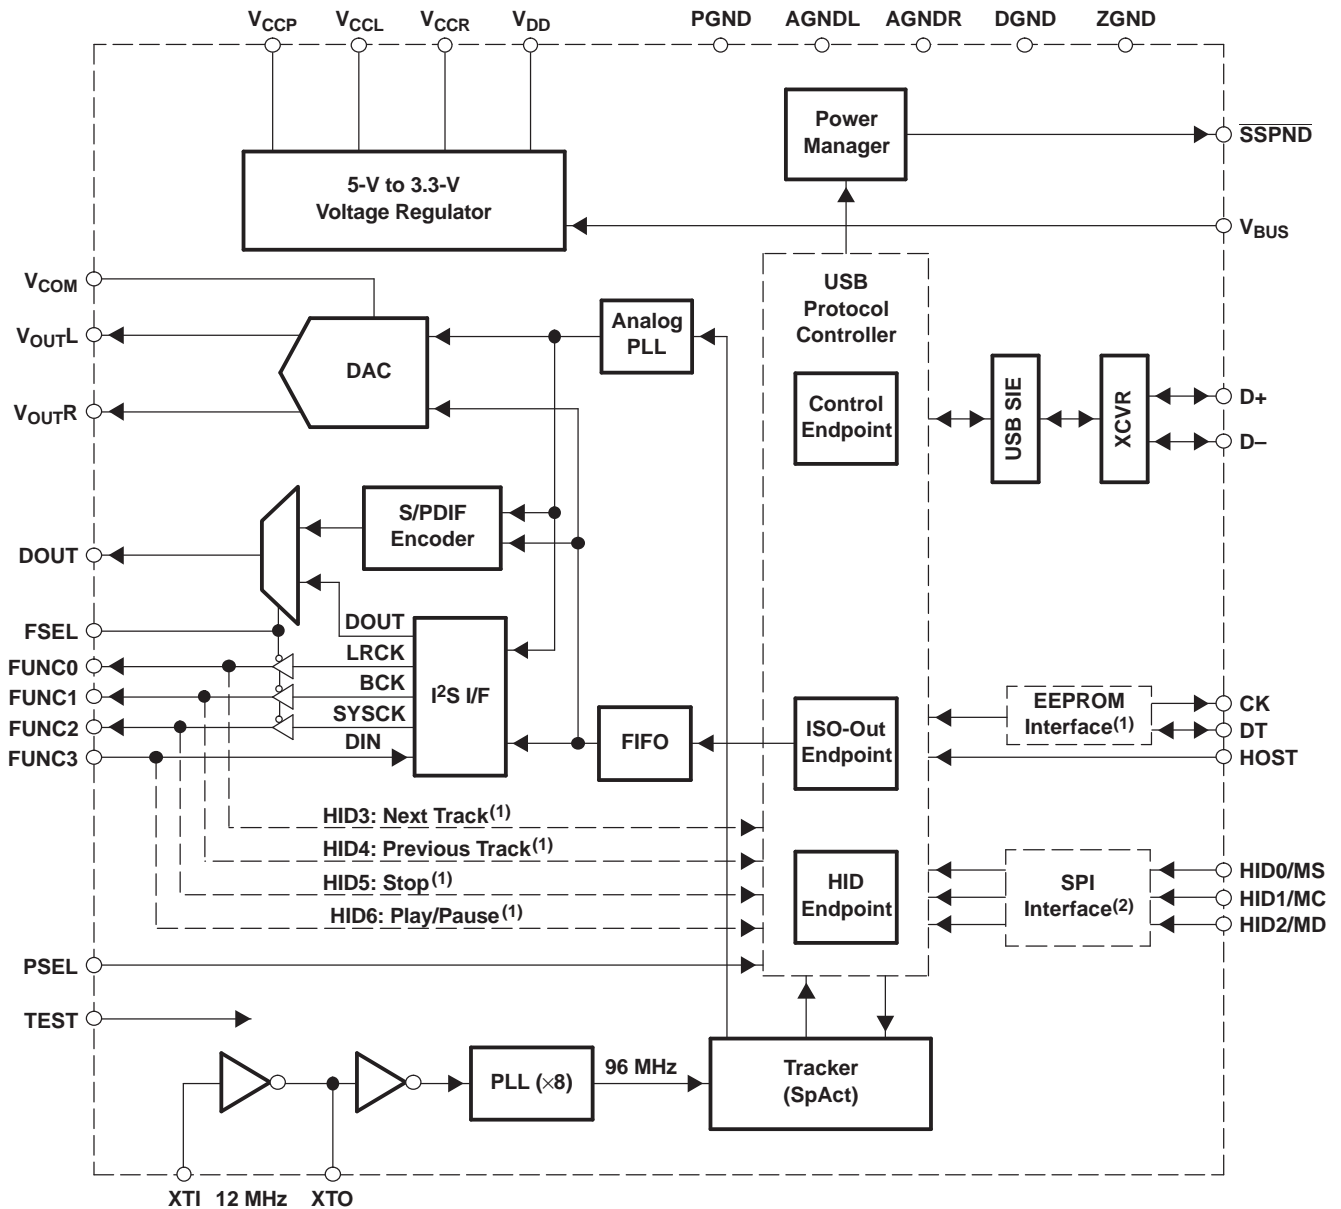 VCCP VCCL VCCR VDD PGND AGNDL AGNDR DGND ZGND
Power
Manager
SSPND
5-V to 3.3-V
Voltage Regulator
VBUS
VCOM
USB
Protocol
Controller
VOUTL
Analog
PLL
DAC
VOUTR
Control
Endpoint
USB SIE
XCVR
D+
D–
S/PDIF
Encoder
DOUT
FSEL
DOUT
FUNC0
LRCK
FUNC1
BCK
I²S I/F
FUNC2
SYSCK
FUNC3
DIN
FIFO
ISO-Out
Endpoint
EEPROM
Interface(1)
CK
DT
HOST
HID3: Next Track(1)
HID4: Previous Track(1)
HID5: Stop(1)
HID6: Play/Pause(1)
HID
Endpoint
SPI
Interface(2)
HID0/MS
HID1/MC
HID2/MD
PSEL
TEST
PLL (×8)
96 MHz
Tracker
(SpAct)
XTI 12 MHz XTO